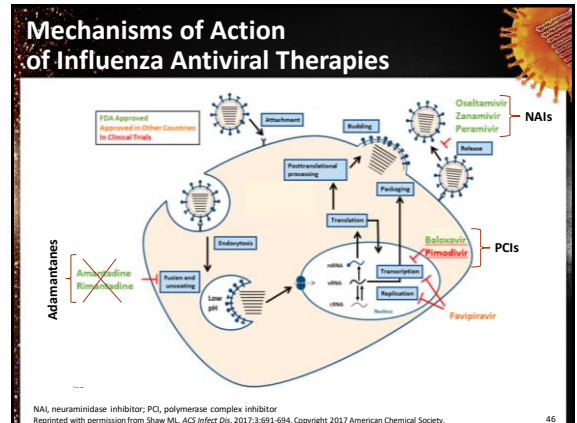 Mechanisms of Action
of Influenza Antiviral Therapies
FDA Approved
Approved in Other Countries
In Clinical Trials
Attachment
Budding
Oseltamivir
Zanamivir
Peramivir
NAIs
Release
Posttranslational
processing
Packaging
Translation
Endocytosis
Baloxavir
Pimodivir
PCIs
Adamantanes
Amantadine
Rimantadine
Fusion and
uncoating
Low
pH
mRNA
vRNA
cRNA
Transcription
Replication
Nucleus
Favipiravir
NAI, neuraminidase inhibitor; PCI, polymerase complex inhibitor
Reprinted with permission from Shaw ML. ACS Infect Dis. 2017;3:691-694. Copyright 2017 American Chemical Society.
46